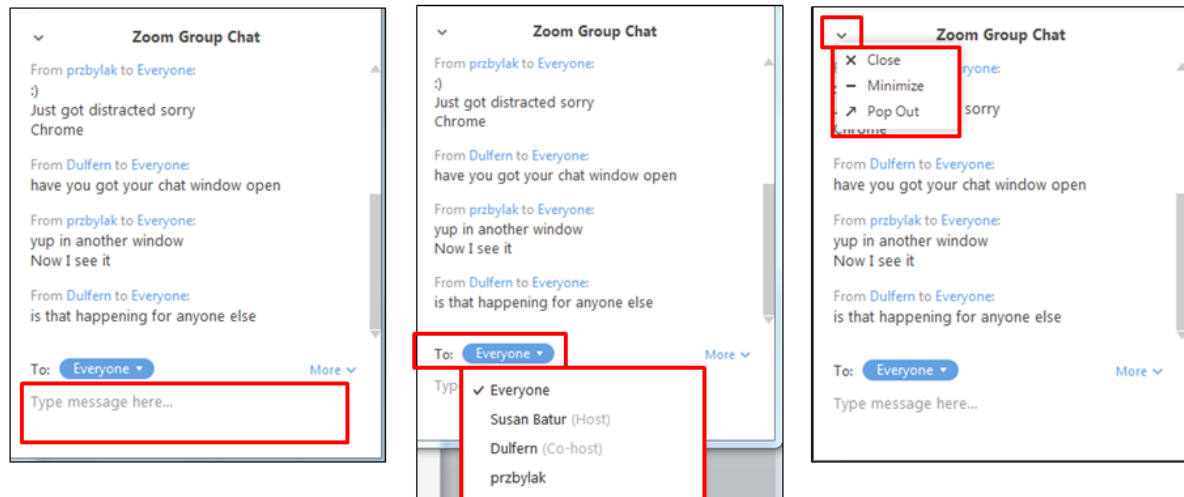 Zoom Group Chat
From przbylak to Everyone:
:)
Just got distracted sorry
Chrome
From Dulfern to Everyone:
have you got your chat window open
From przbylak to Everyone:
yup in another window
Now I see it
From Dulfern to Everyone:
is that happening for anyone else
To: Everyone
More
Type message here...
Zoom Group Chat
From przbylak to Everyone:
:)
Just got distracted sorry
Chrome
From Dulfern to Everyone:
have you got your chat window open
From przbylak to Everyone:
yup in another window
Now I see it
From Dulfern to Everyone:
is that happening for anyone else
To: Everyone
More
Typ
Everyone
Susan Batur (Host)
Dulfern (Co-host)
przbylak
Zoom Group Chat
Close
ryone:
Minimize
Pop Out
sorry
Chrome
From Dulfern to Everyone:
have you got your chat window open
From przbylak to Everyone:
yup in another window
Now I see it
From Dulfern to Everyone:
is that happening for anyone else
To: Everyone
More
Type message here...